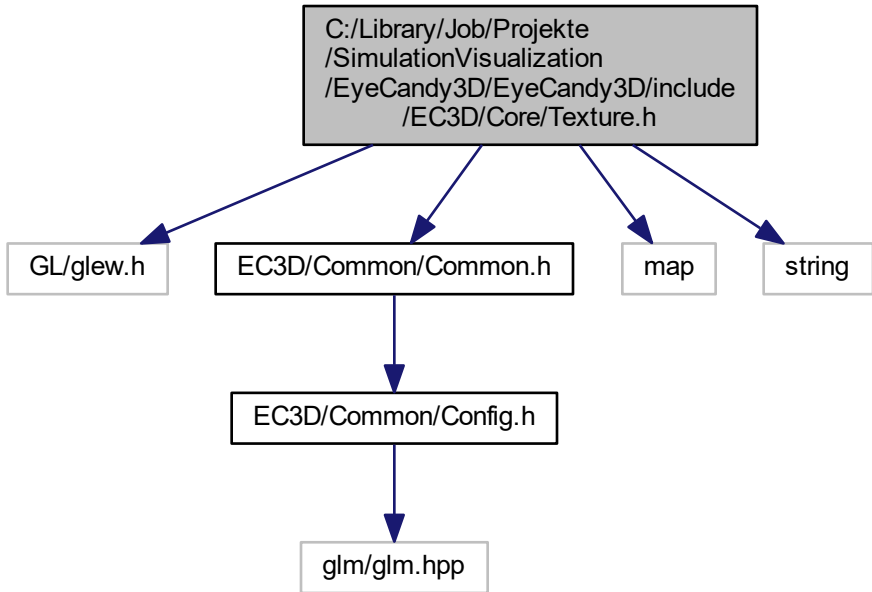 C:/Library/Job/Projekte
/SimulationVisualization
/EyeCandy3D/EyeCandy3D/include
/EC3D/Core/Texture.h
GL/glew.h
EC3D/Common/Common.h
map
string
EC3D/Common/Config.h
glm/glm.hpp